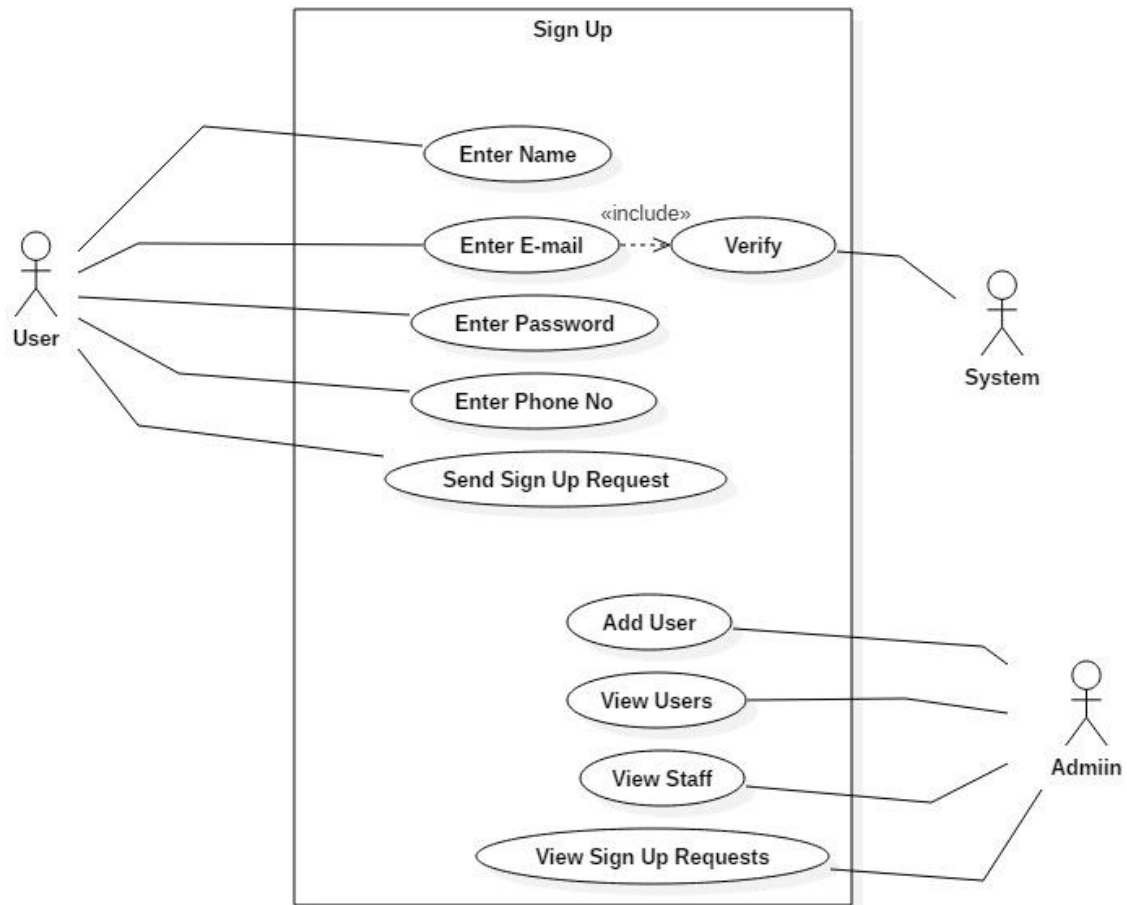 Sign Up
Enter Name
«include»
Enter E-mail
Verify
User
Enter Password
System
Enter Phone No
Send Sign Up Request
Add User
View Users
View Staff
Admiin
View Sign Up Requests